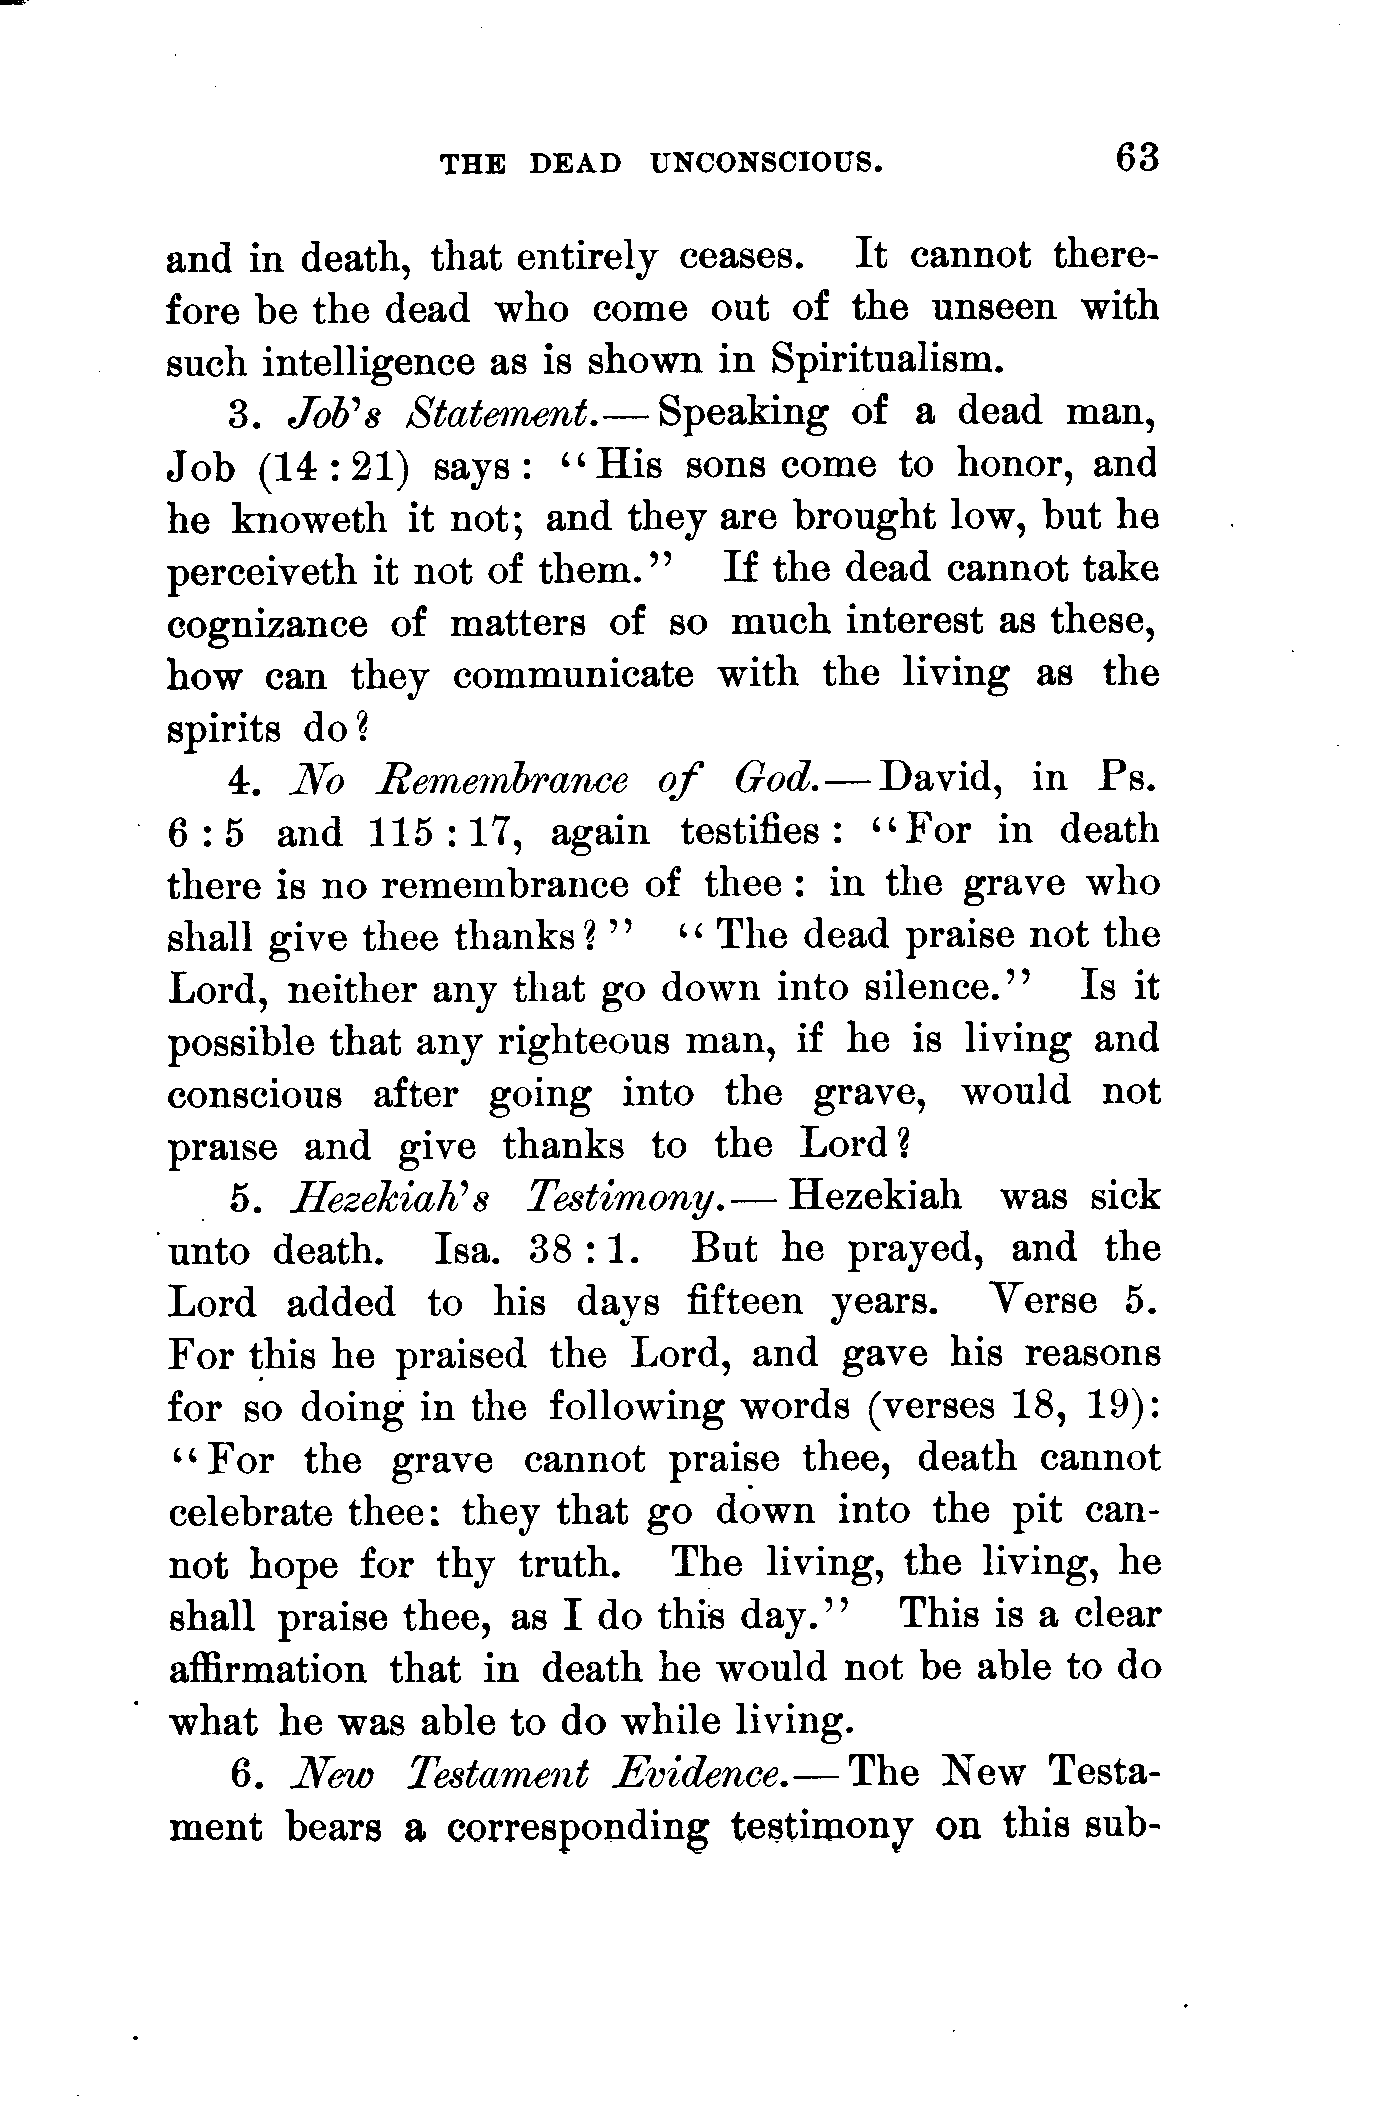 THE DEAD UNCONSCIOUS. 63
and in death, that entirely ceases. It cannot there-
fore be the dead who come out of the unseen with
such intelligence as is shown in Spiritualism.
3. Job's Statement.— Speaking of a dead man,
Job (14 : 21) says : "His sons come to honor, and
he knoweth it not; and they are brought low, but he
perceiveth it not of them." If the dead cannot take
cognizance of matters of so much interest as these,
how can they communicate with the living as the
spirits do?
4. No Remembrance of God.—David, in Ps.
6 : 5 and 115 : 17, again testifies : "For in death
there is no remembrance of thee : in the grave who
shall give thee thanks?" "The dead praise not the
Lord, neither any that go down into silence." Is it
possible that any righteous man, if he is living and
conscious after going into the grave, would not
praise and give thanks to the Lord?
5. Hezekiah's Testimony.— Hezekiah was sick
unto death. Isa. 38 : 1. But he prayed, and the
Lord added to his days fifteen years. Verse 5.
For this he praised the Lord, and gave his reasons
for so doing in the following words (verses 18, 19):
"For the grave cannot praise thee, death cannot
celebrate thee: they that go down into the pit can-
not hope for thy truth. The living, the living, he
shall praise thee, as I do this day." This is a clear
affirmation that in death he would not be able to do
what he was able to do while living.
6. New Testament Evidence.— The New Testa-
ment bears a corresponding testimony on this sub-